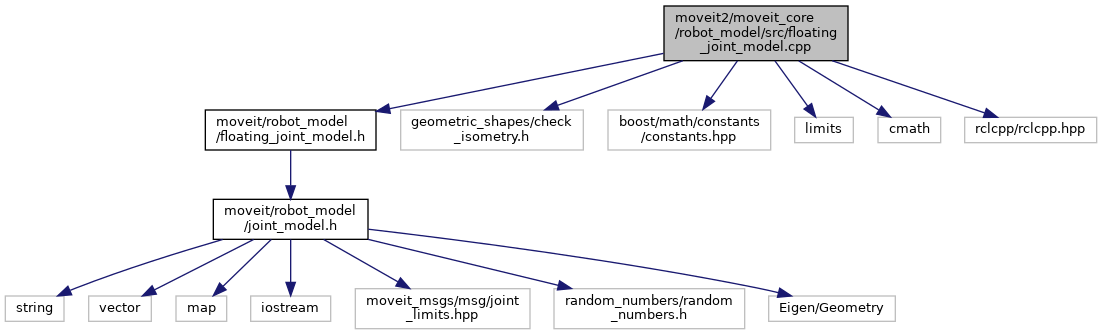 moveit2/moveit_core
/robot_model/src/floating
_joint_model.cpp
moveit/robot_model
/floating_joint_model.h
geometric_shapes/check
_isometry.h
boost/math/constants
/constants.hpp
limits
cmath
rclcpp/rclcpp.hpp
moveit/robot_model
/joint_model.h
string
vector
map
iostream
moveit_msgs/msg/joint
_limits.hpp
random_numbers/random
_numbers.h
Eigen/Geometry